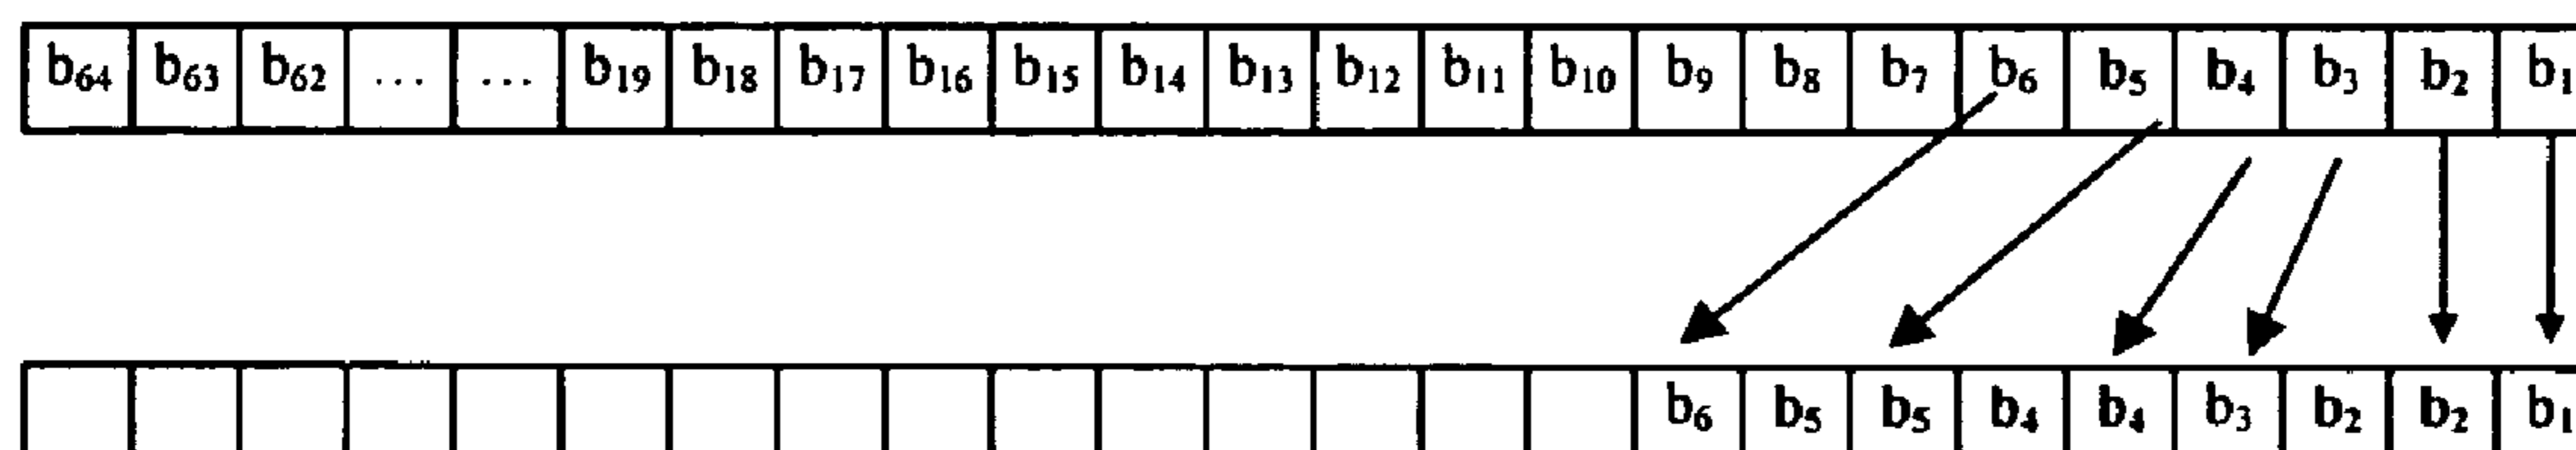 b₆₄ b₆₃ b₆₂ ... ... b₁₉ b₁₈ b₁₇ b₁₆ b₁₅ b₁₄ b₁₃ b₁₂ b₁₁ b₁₀ b₉ b₈ b₇ b₆ b₅ b₄ b₃ b₂ b₁
b₆ b₅ b₅ b₄ b₄ b₃ b₂ b₂ b₁